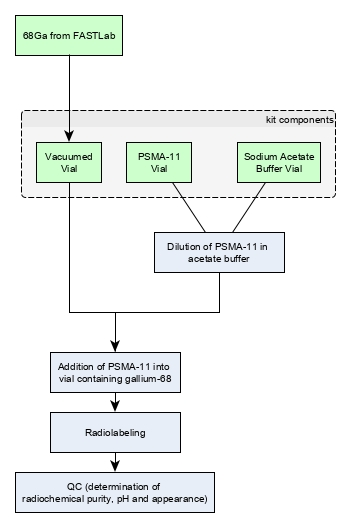 68Ga from FASTLab
kit components
Vacuumed
Vial
PSMA-11
Vial
Sodium Acetate
Buffer Vial
Dilution of PSMA-11 in
acetate buffer
Addition of PSMA-11 into
vial containing gallium-68
Radiolabeling
QC (determination of
radiochemical purity, pH and appearance)